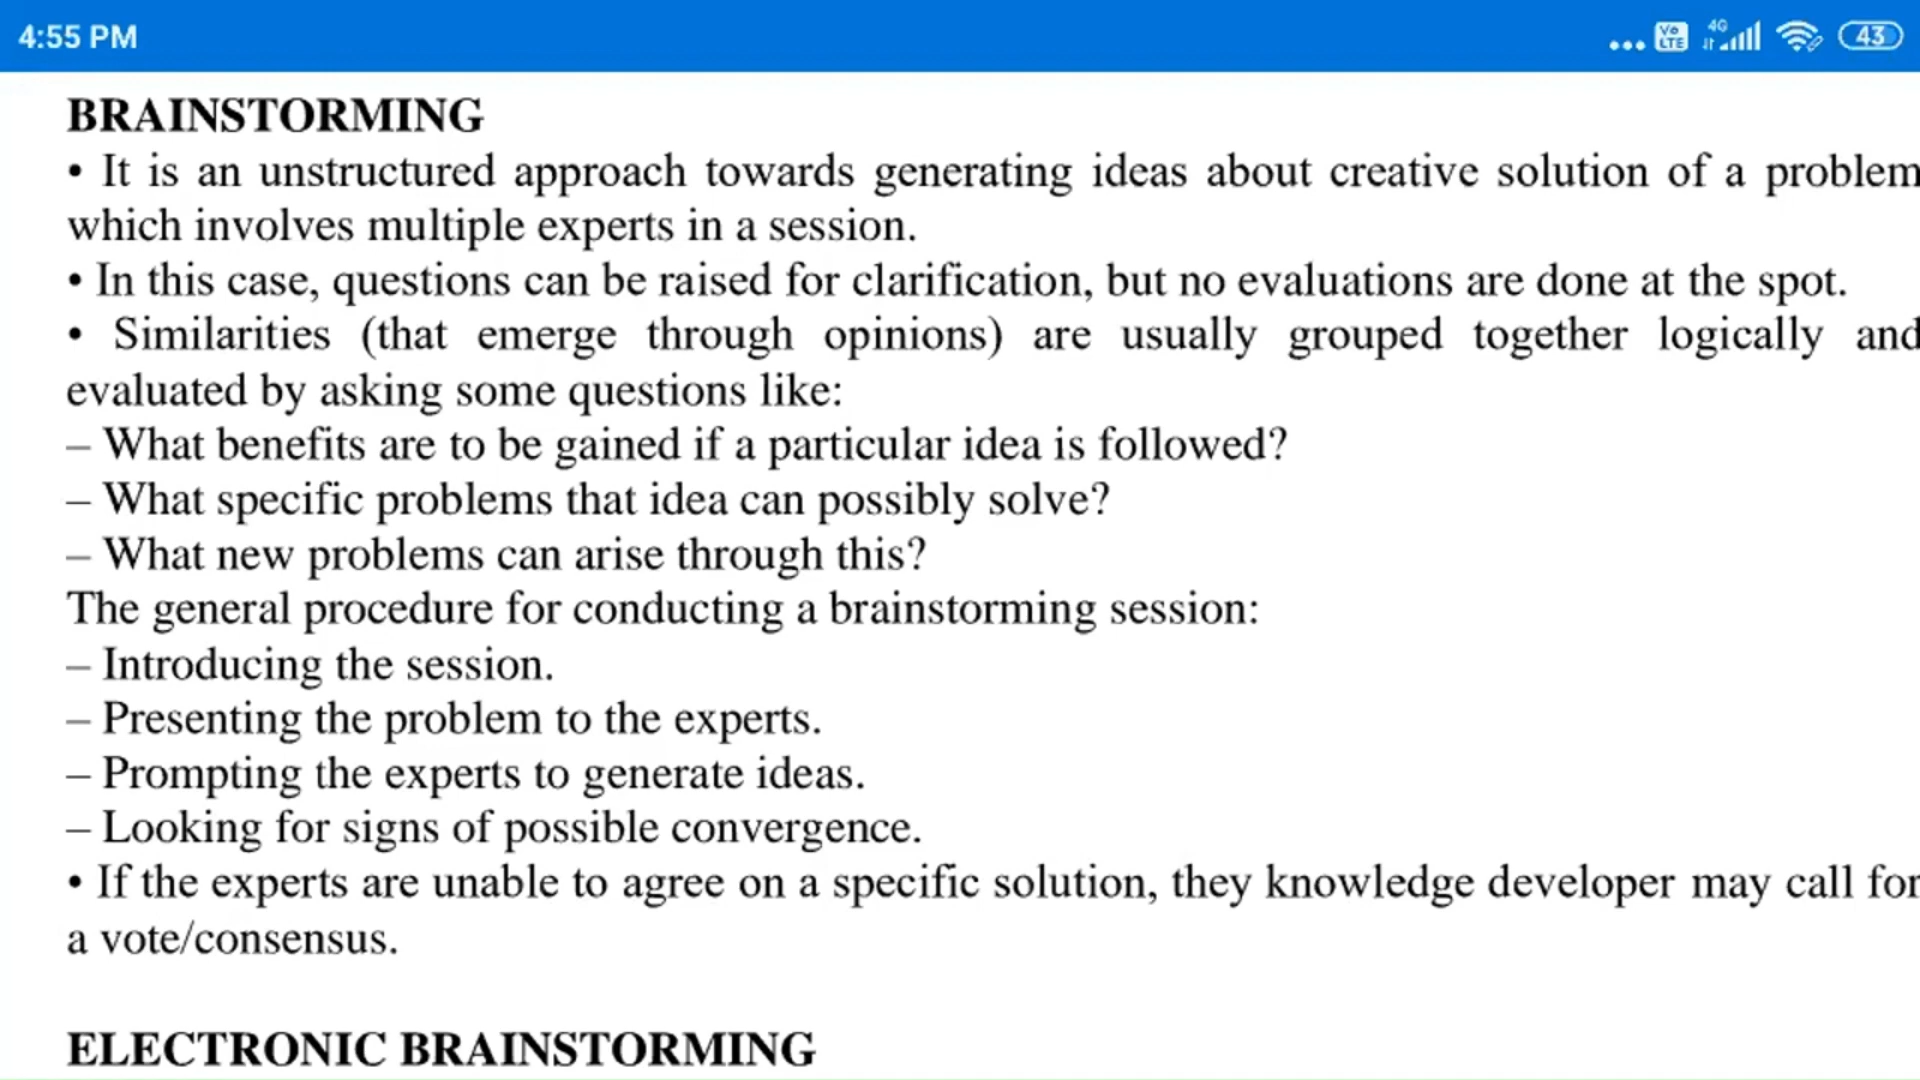 4:55 PM
Vo LTE 4G 43
BRAINSTORMING
• It is an unstructured approach towards generating ideas about creative solution of a problem
which involves multiple experts in a session.
• In this case, questions can be raised for clarification, but no evaluations are done at the spot.
• Similarities (that emerge through opinions) are usually grouped together logically and
evaluated by asking some questions like:
– What benefits are to be gained if a particular idea is followed?
– What specific problems that idea can possibly solve?
– What new problems can arise through this?
The general procedure for conducting a brainstorming session:
– Introducing the session.
– Presenting the problem to the experts.
– Prompting the experts to generate ideas.
– Looking for signs of possible convergence.
• If the experts are unable to agree on a specific solution, they knowledge developer may call for
a vote/consensus.
ELECTRONIC BRAINSTORMING